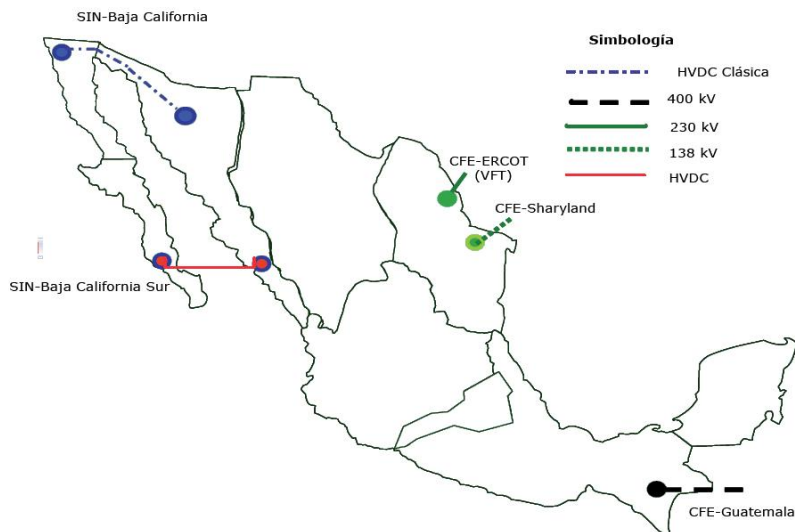 SIN-Baja California
Simbología
HVDC Clásica
400 kV
230 kV
138 kV
HVDC
CFE-ERCOT
(VFT)
CFE-Sharyland
SIN-Baja California Sur
CFE-Guatemala